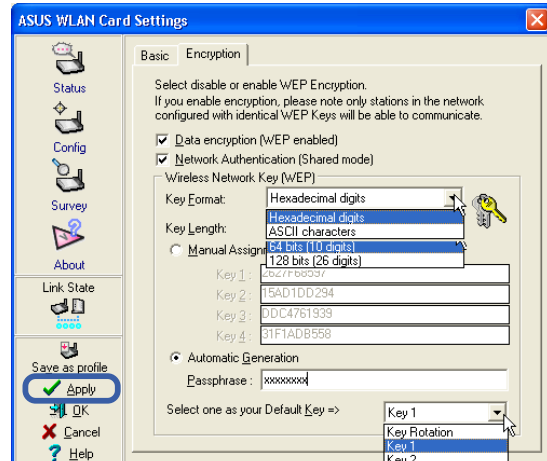 ASUS WLAN Card Settings
Status
Config
Survey
About
Link State
Save as profile
Apply
OK
Cancel
Help
Basic Encryption
Select disable or enable WEP Encryption.
If you enable encryption, please note only stations in the network
configured with identical WEP Keys will be able to communicate.
Data encryption (WEP enabled)
Network Authentication (Shared mode)
Wireless Network Key (WEP)
Key Format: Hexadecimal digits
Hexadecimal digits
ASCII characters
Key Length:
64 bits (10 digits)
128 bits (26 digits)
Manual Assignm
Key 1 : 2627F68597
Key 2 : 15AD1DD294
Key 3 : DDC4761939
Key 4 : 31F1ADB558
Automatic Generation
Passphrase : xxxxxxxx
Select one as your Default Key => Key 1
Key Rotation
Key 1
Key 2